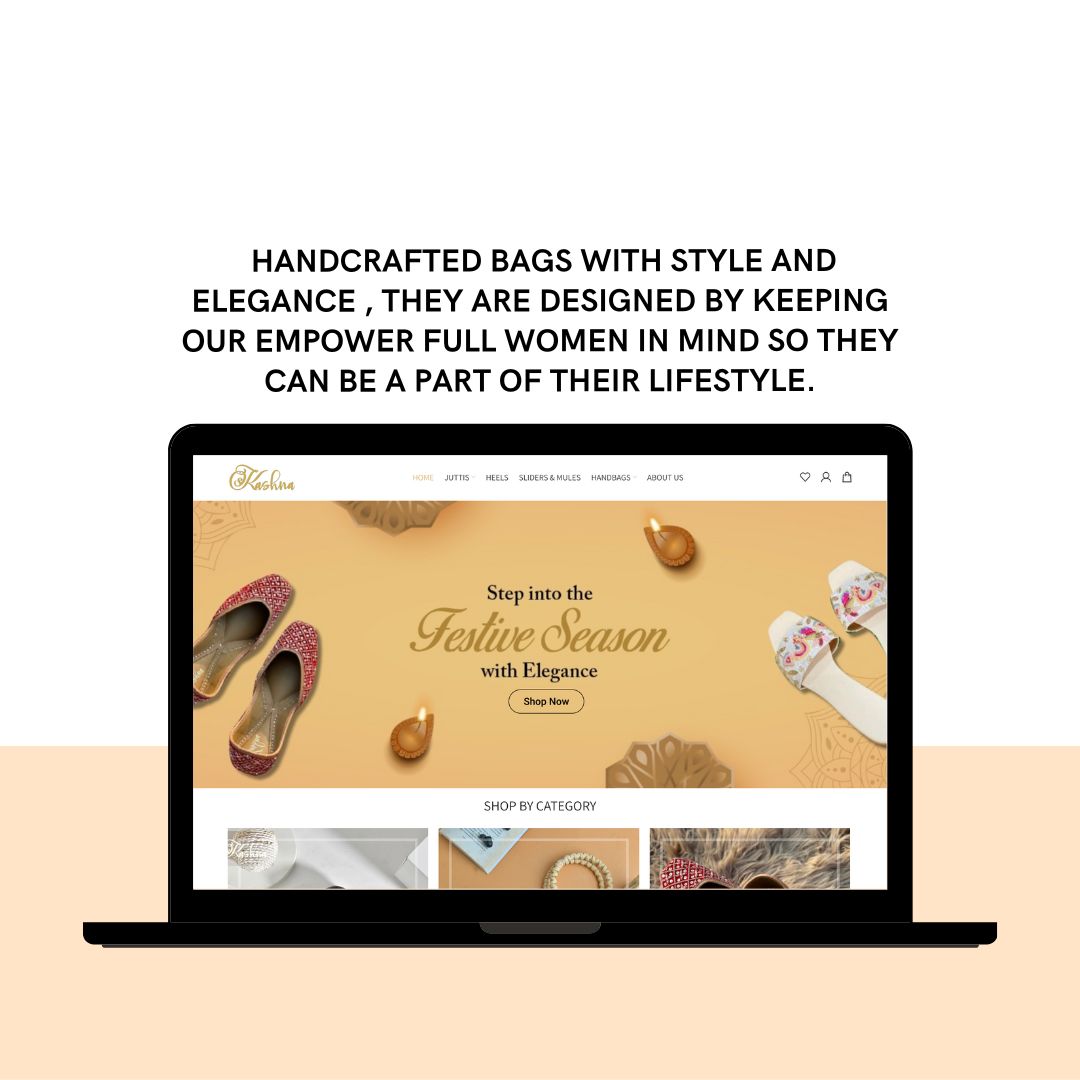 HANDCRAFTED BAGS WITH STYLE AND
ELEGANCE , THEY ARE DESIGNED BY KEEPING
OUR EMPOWER FULL WOMEN IN MIND SO THEY
CAN BE A PART OF THEIR LIFESTYLE.
Kashna
HOME JUTTIS HEELS SLIDERS & MULES HANDBAGS ABOUT US
Step into the
Festive Season
with Elegance
Shop Now
SHOP BY CATEGORY
Kashna